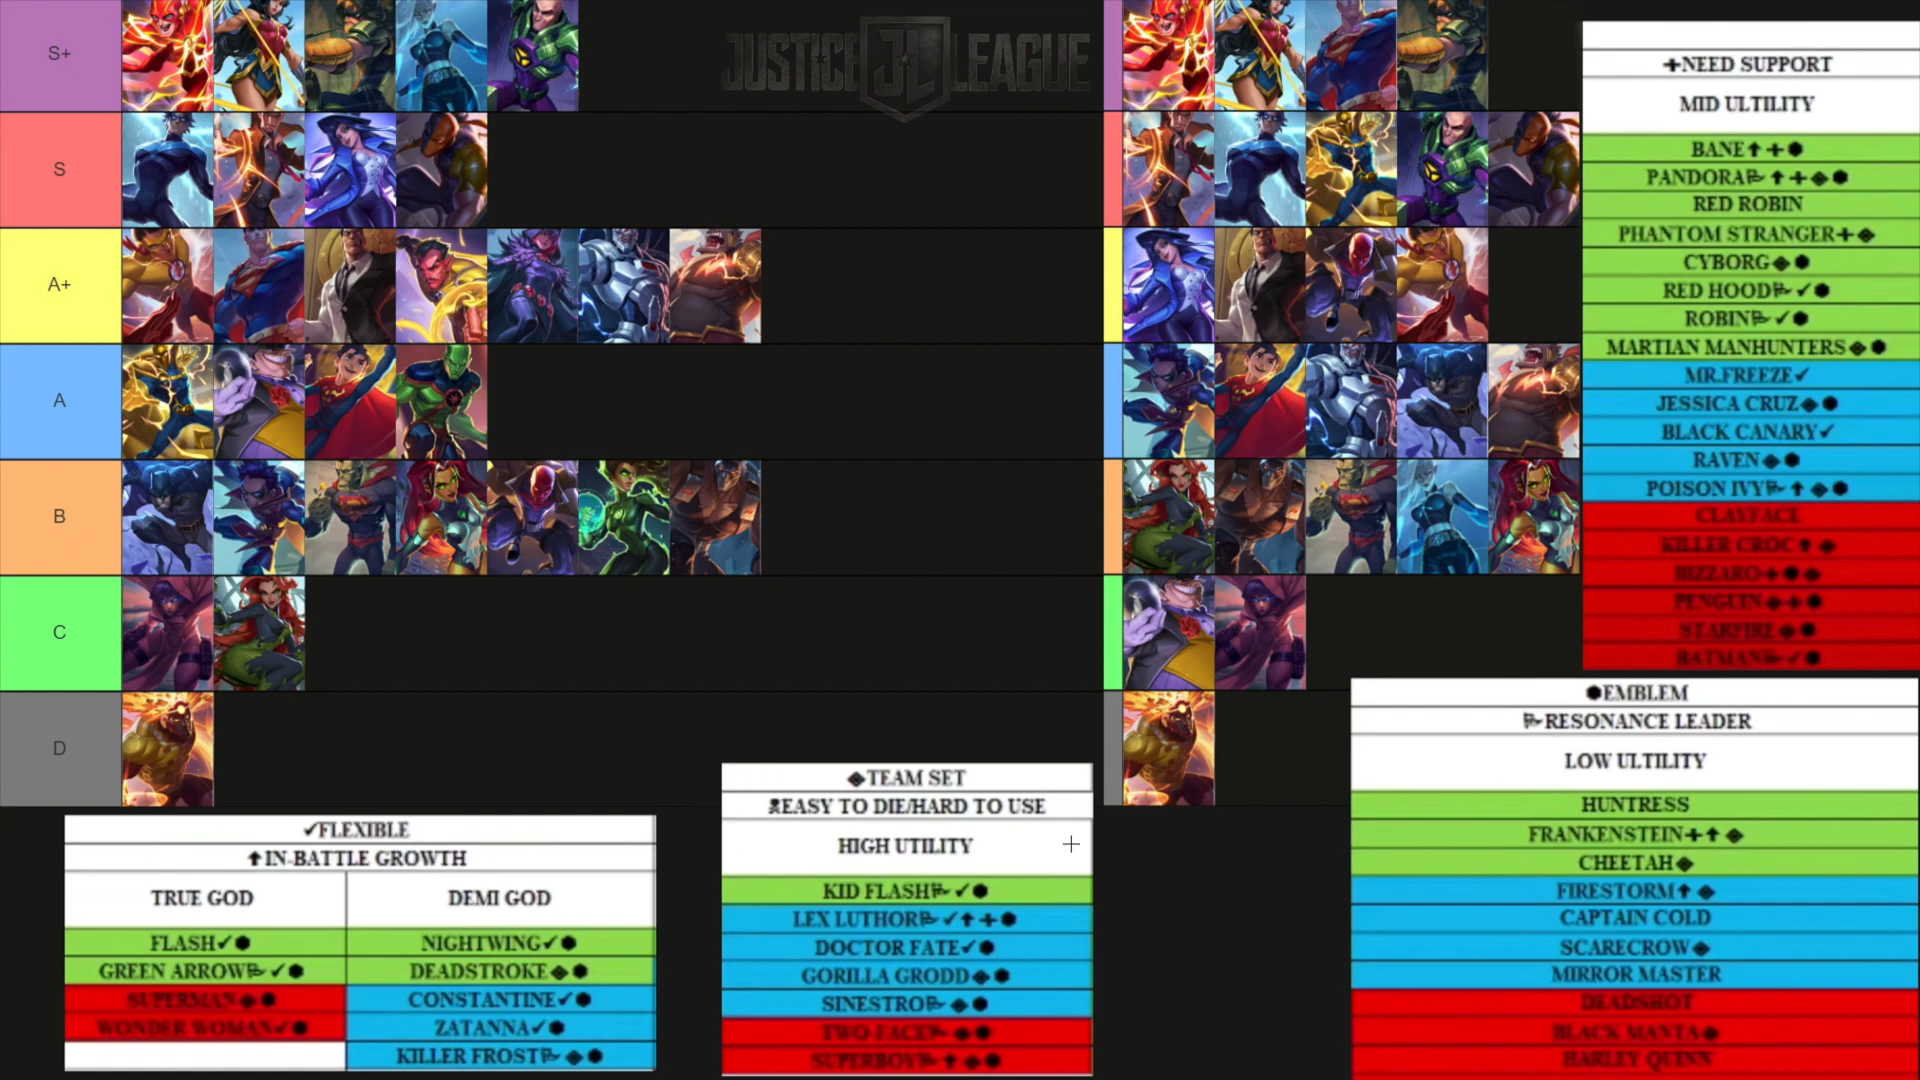 S+
JUSTICE JL LEAGUE
S
A+
A
B
C
D
✚NEED SUPPORT
MID ULTILITY
BANE⬆✚⬢
PANDORA⬆✚◈⬢
RED ROBIN
PHANTOM STRANGER✚◈
CYBORG◈⬢
RED HOOD✓⬢
ROBIN✓⬢
MARTIAN MANHUNTERS◈⬢
MR.FREEZE✓
JESSICA CRUZ◈⬢
BLACK CANARY✓
RAVEN◈⬢
POISON IVY⬆◈⬢
CLAYFACE
KILLER CROC⬆◈
BIZZARO✚⬢◈
PENGUIN◈✚⬢
STARFIRE◈⬢
BATMAN✓⬢
✓FLEXIBLE
⬆IN-BATTLE GROWTH
TRUE GOD
DEMI GOD
FLASH✓⬢
NIGHTWING✓⬢
GREEN ARROW✓⬢
DEADSTROKE◈⬢
SUPERMAN◈⬢
CONSTANTINE✓⬢
WONDER WOMAN✓⬢
ZATANNA✓⬢
KILLER FROST◈⬢
◈TEAM SET
☠EASY TO DIE/HARD TO USE
HIGH UTILITY
KID FLASH✓⬢
LEX LUTHOR✓⬆✚⬢
DOCTOR FATE✓⬢
GORILLA GRODD◈⬢
SINESTRO◈⬢
TWO-FACE◈⬢
SUPERBOY⬆◈⬢
⬢EMBLEM
RESONANCE LEADER
LOW ULTILITY
HUNTRESS
FRANKENSTEIN✚⬆◈
CHEETAH◈
FIRESTORM⬆◈
CAPTAIN COLD
SCARECROW◈
MIRROR MASTER
DEADSHOT
BLACK MANTA◈
HARLEY QUINN